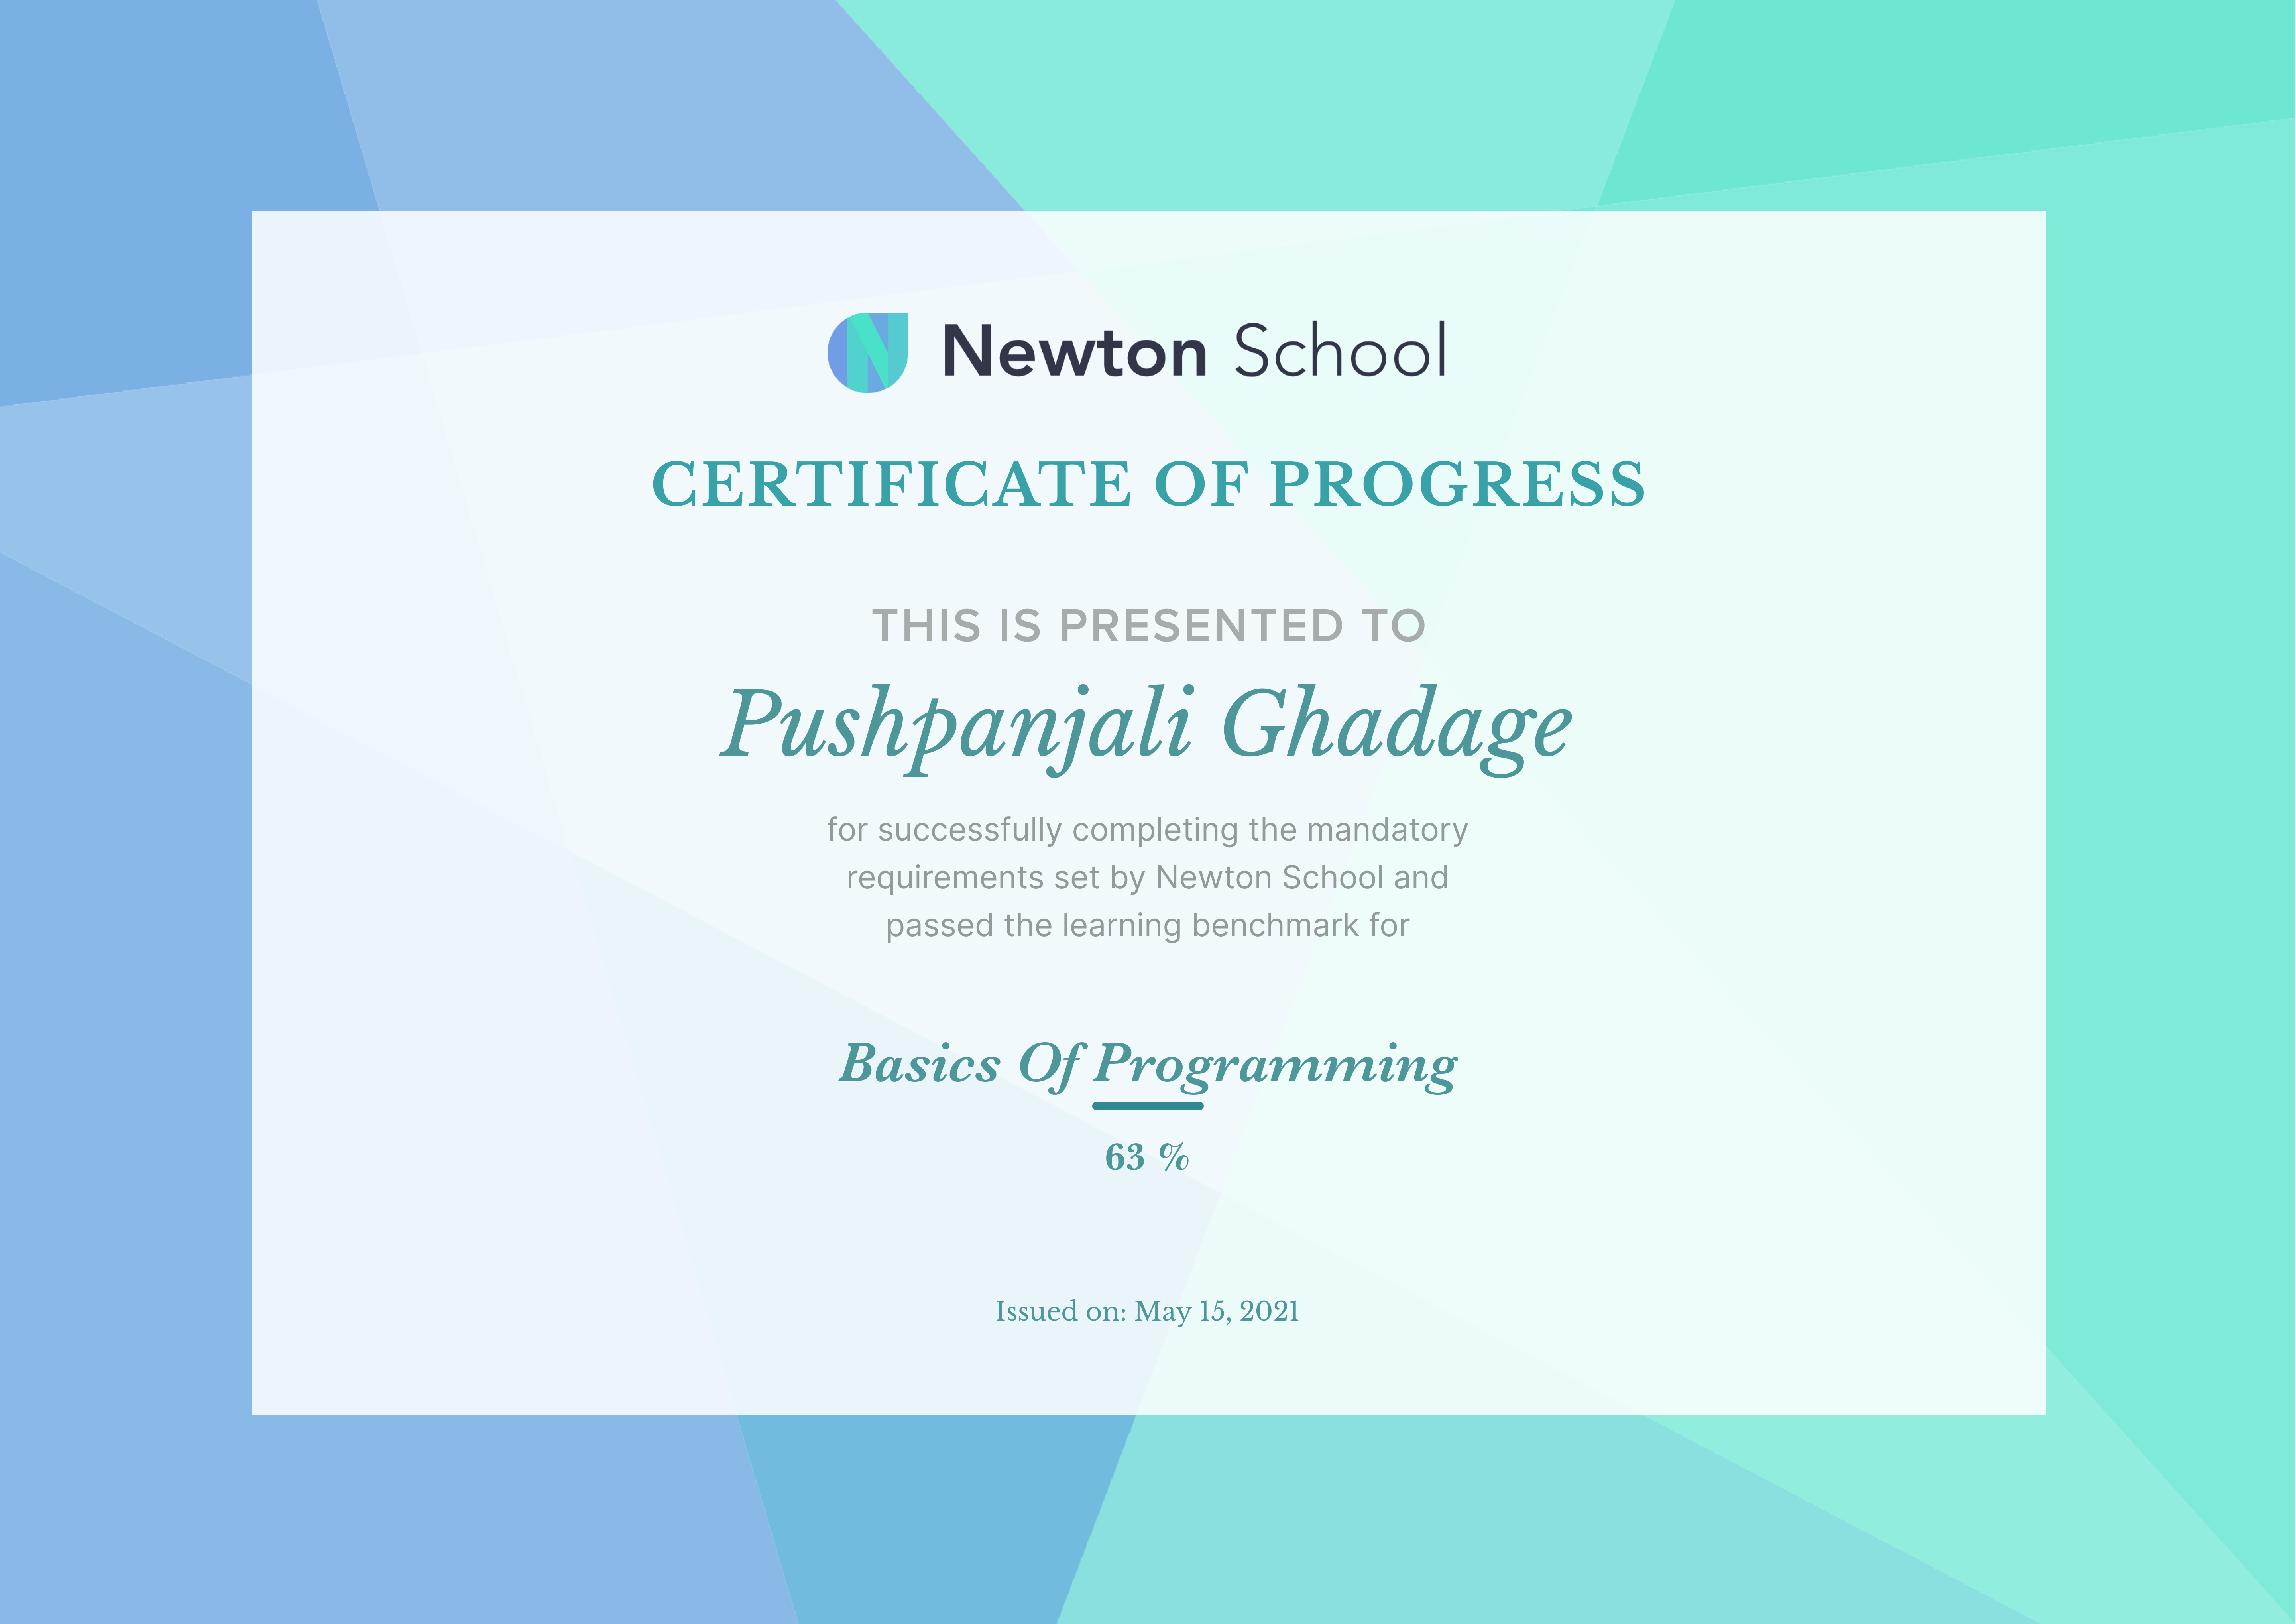 Newton School
CERTIFICATE OF PROGRESS
THIS IS PRESENTED TO
Pushpanjali Ghadage
for successfully completing the mandatory
requirements set by Newton School and
passed the learning benchmark for
Basics Of Programming
63 %
Issued on: May 15, 2021